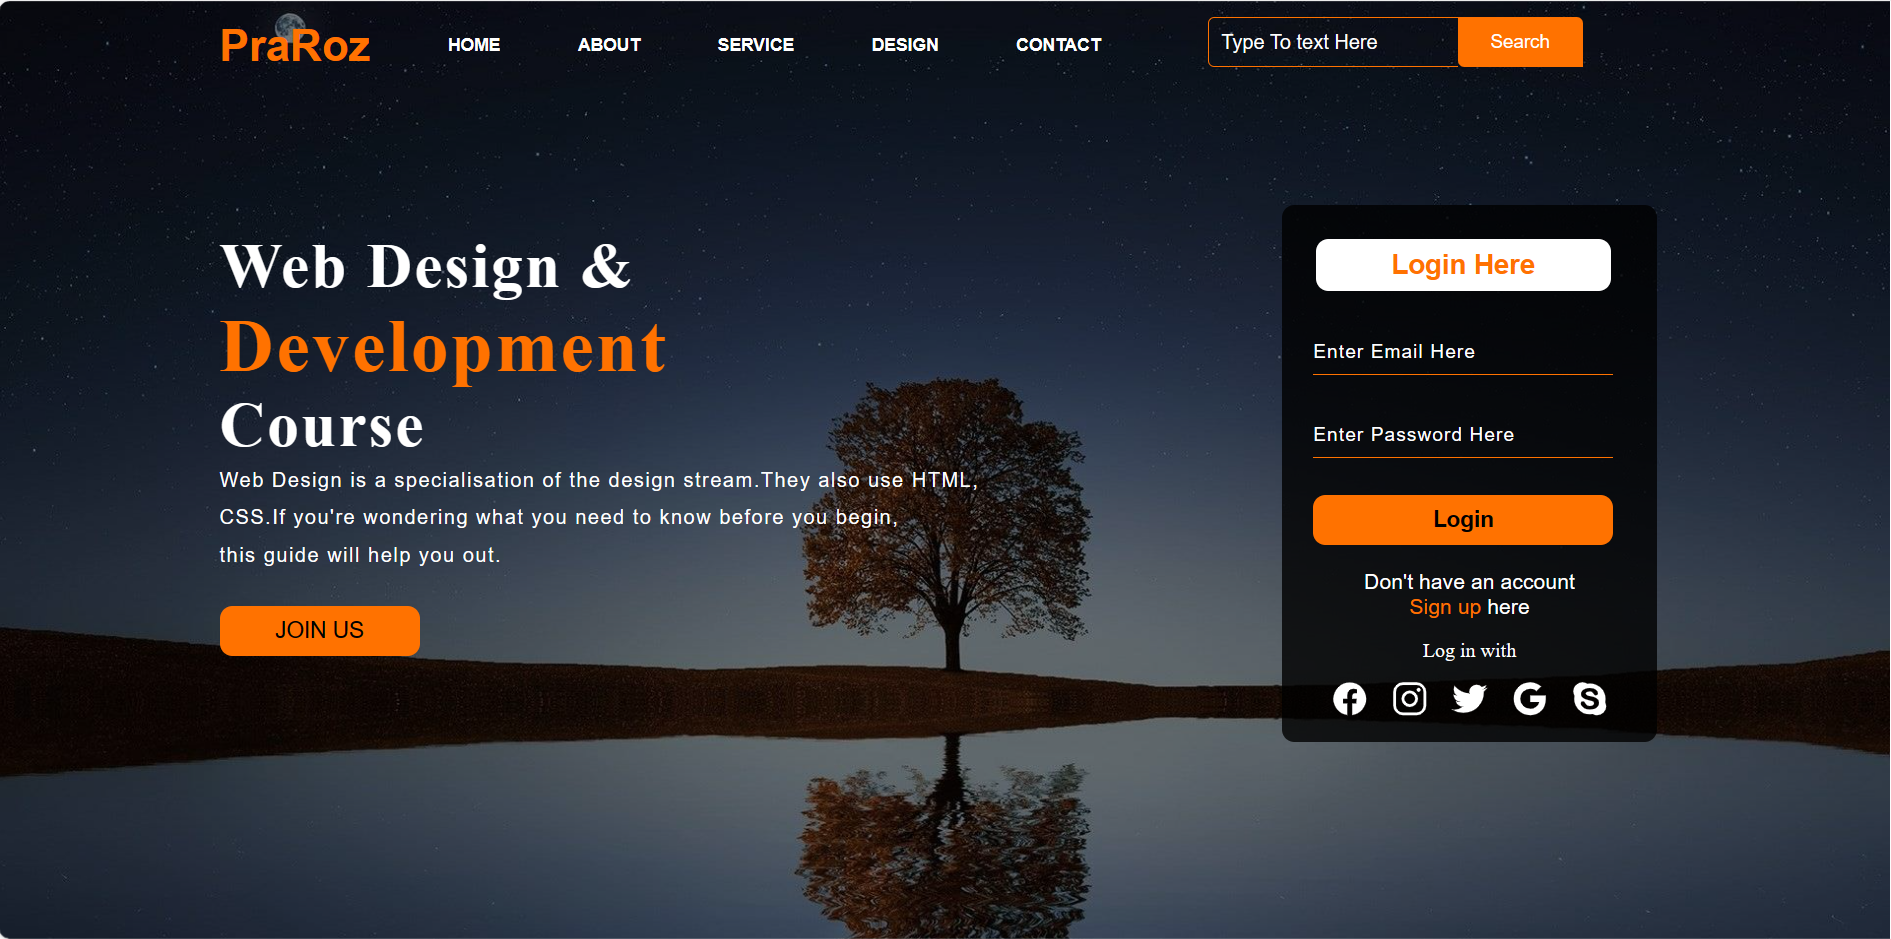 PraRoz
HOME
ABOUT
SERVICE
DESIGN
CONTACT
Type To text Here
Search
Web Design &
Development
Course
Web Design is a specialisation of the design stream.They also use HTML,
CSS.If you're wondering what you need to know before you begin,
this guide will help you out.
JOIN US
Login Here
Enter Email Here
Enter Password Here
Login
Don't have an account
Sign up here
Log in with